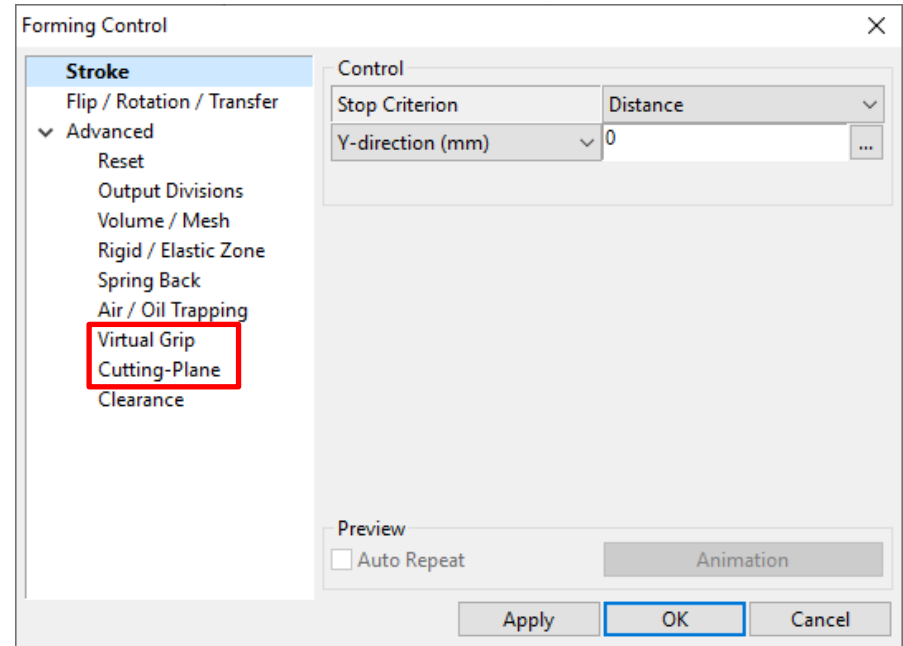 Forming Control
Stroke
Flip / Rotation / Transfer
Advanced
Reset
Output Divisions
Volume / Mesh
Rigid / Elastic Zone
Spring Back
Air / Oil Trapping
Virtual Grip
Cutting-Plane
Clearance
Control
Stop Criterion Distance
Y-direction (mm) 0 ...
Preview
Auto Repeat Animation
Apply OK Cancel